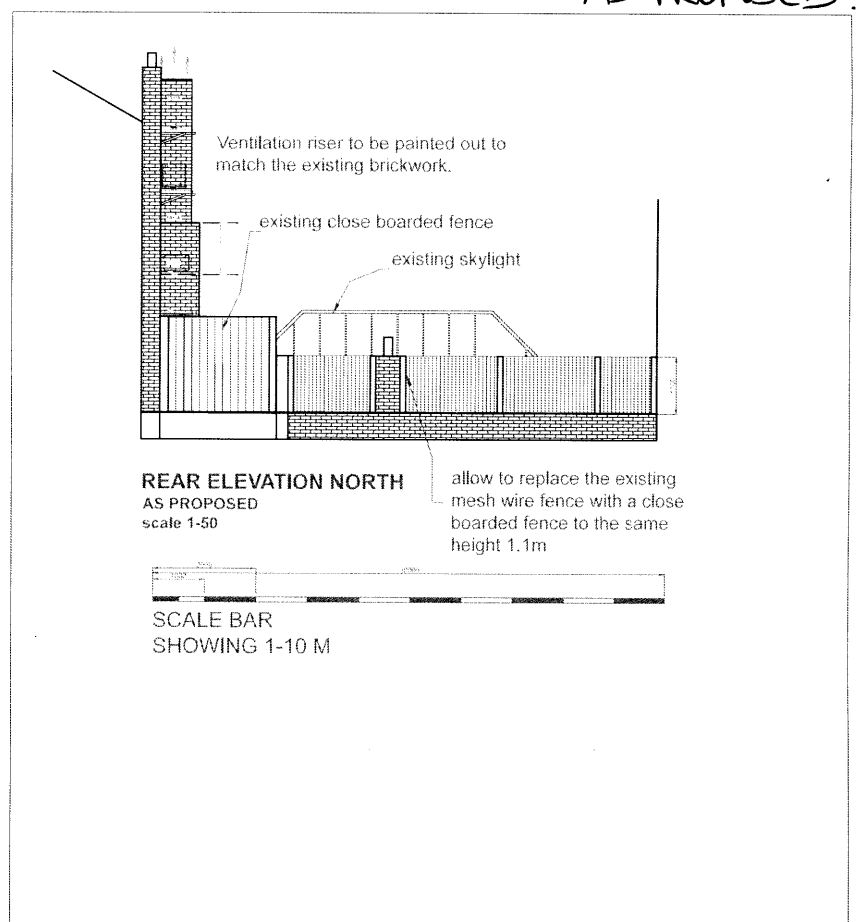 AS PROPOSED.
Ventilation riser to be painted out to
match the existing brickwork.
existing close boarded fence
existing skylight
REAR ELEVATION NORTH
AS PROPOSED
scale 1-50
allow to replace the existing
mesh wire fence with a close
boarded fence to the same
height 1.1m
SCALE BAR
SHOWING 1-10 M